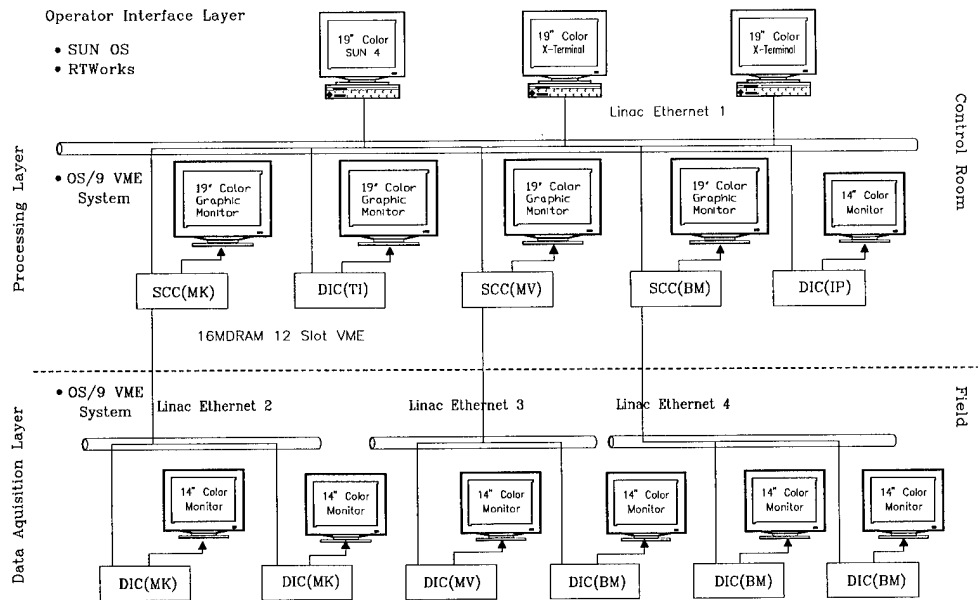 Operator Interface Layer
• SUN OS
• RTWorks
19" Color
SUN 4
19" Color
X-Terminal
19" Color
X-Terminal
Linac Ethernet 1
Control Room
Processing Layer
• OS/9 VME
System
19" Color
Graphic
Monitor
19" Color
Graphic
Monitor
19" Color
Graphic
Monitor
19" Color
Graphic
Monitor
14" Color
Monitor
SCC(MK)
DIC(TI)
SCC(MV)
SCC(BM)
DIC(IP)
16MDRAM 12 Slot VME
Data Aquisition Layer
• OS/9 VME
System
Linac Ethernet 2
Linac Ethernet 3
Linac Ethernet 4
Field
14" Color
Monitor
14" Color
Monitor
14" Color
Monitor
14" Color
Monitor
14" Color
Monitor
14" Color
Monitor
DIC(MK)
DIC(MK)
DIC(MV)
DIC(BM)
DIC(BM)
DIC(BM)